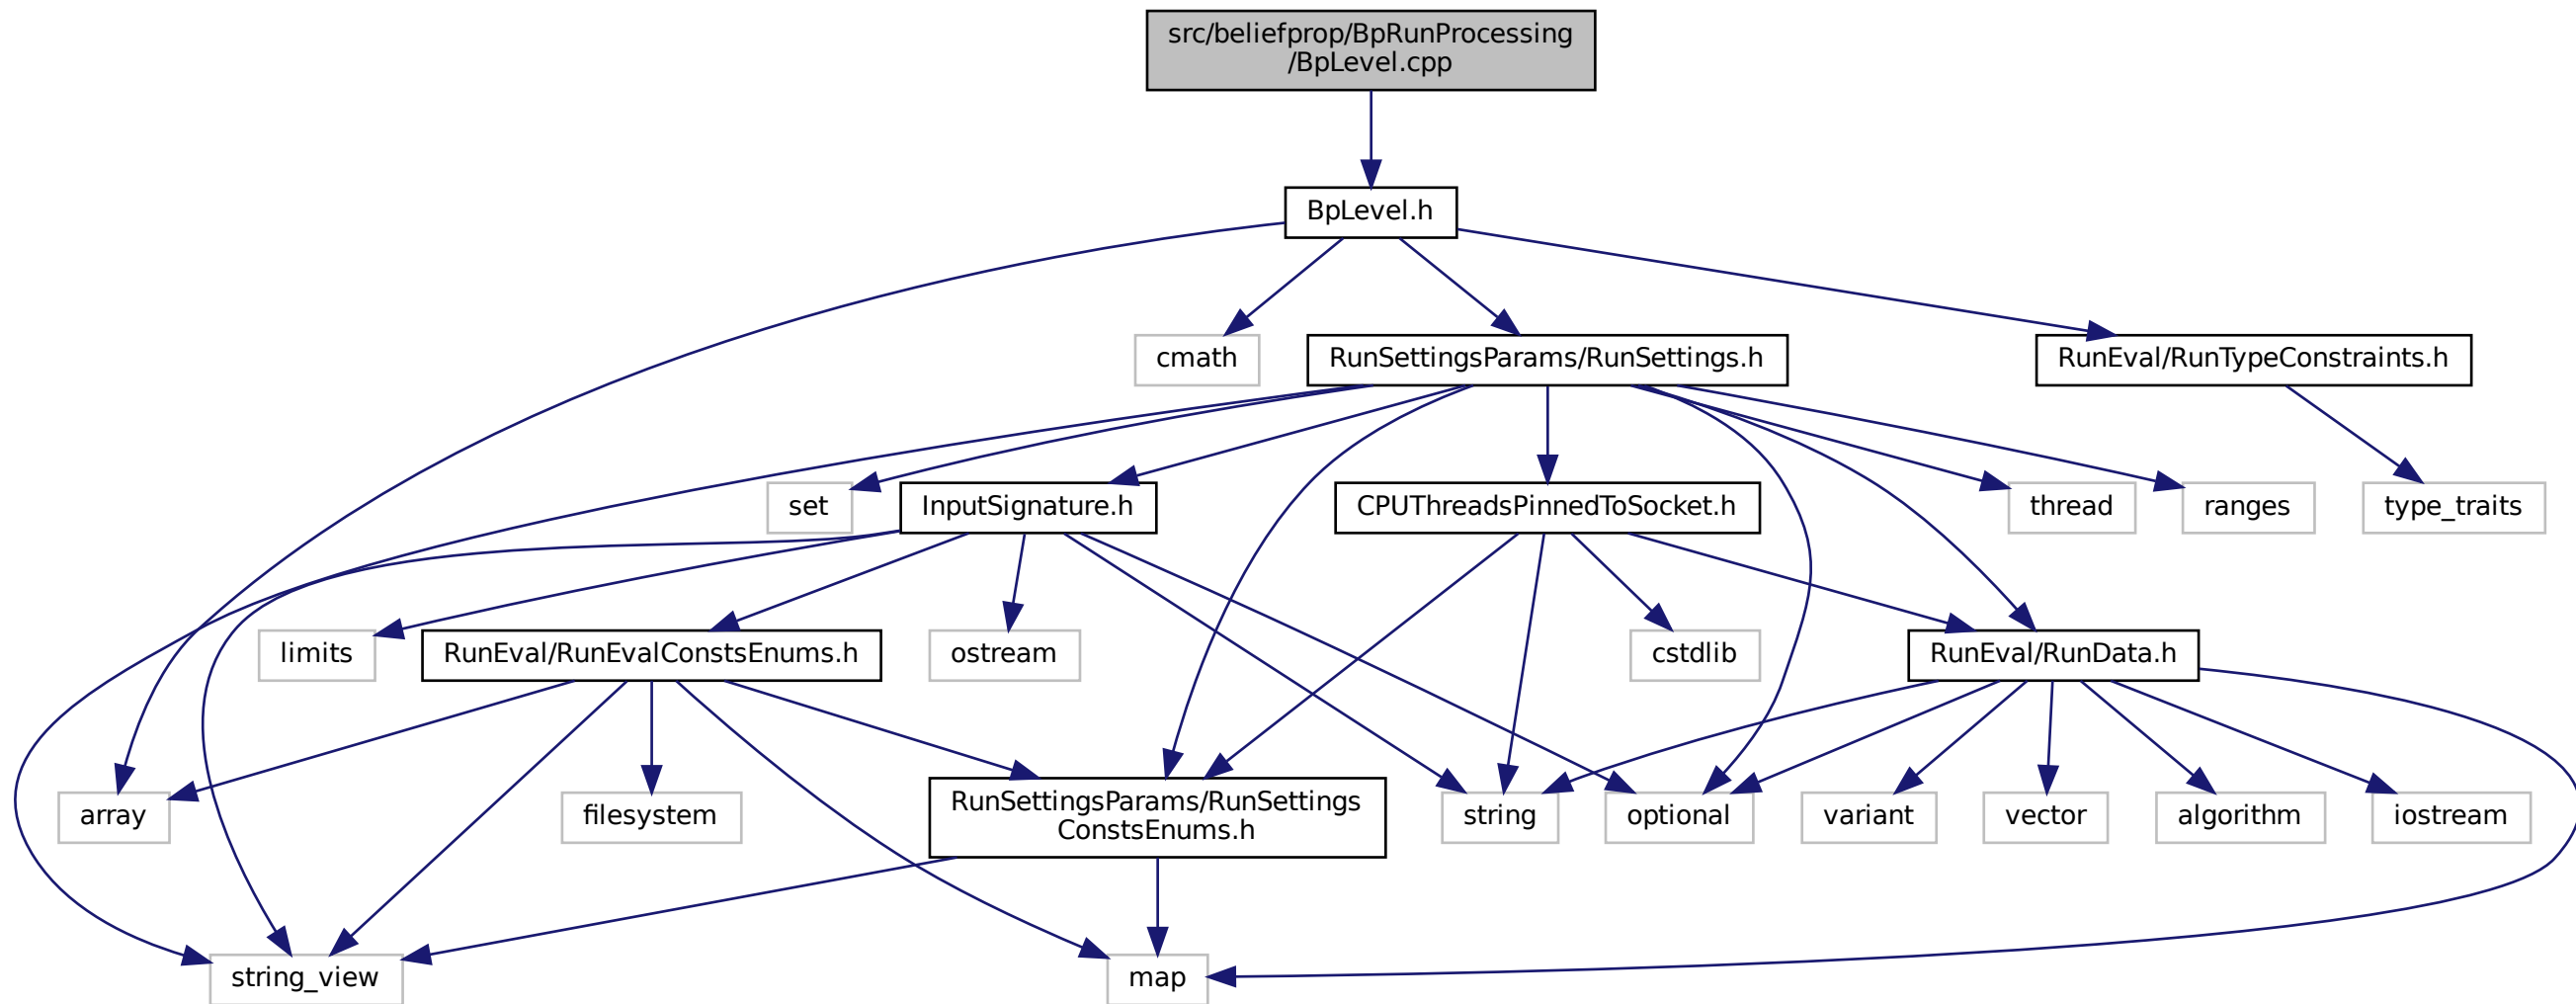 src/beliefprop/BpRunProcessing
/BpLevel.cpp
BpLevel.h
cmath
RunSettingsParams/RunSettings.h
RunEval/RunTypeConstraints.h
set
InputSignature.h
CPUThreadsPinnedToSocket.h
thread
ranges
type_traits
limits
RunEval/RunEvalConstsEnums.h
ostream
cstdlib
RunEval/RunData.h
array
filesystem
RunSettingsParams/RunSettings
ConstsEnums.h
string
optional
variant
vector
algorithm
iostream
string_view
map